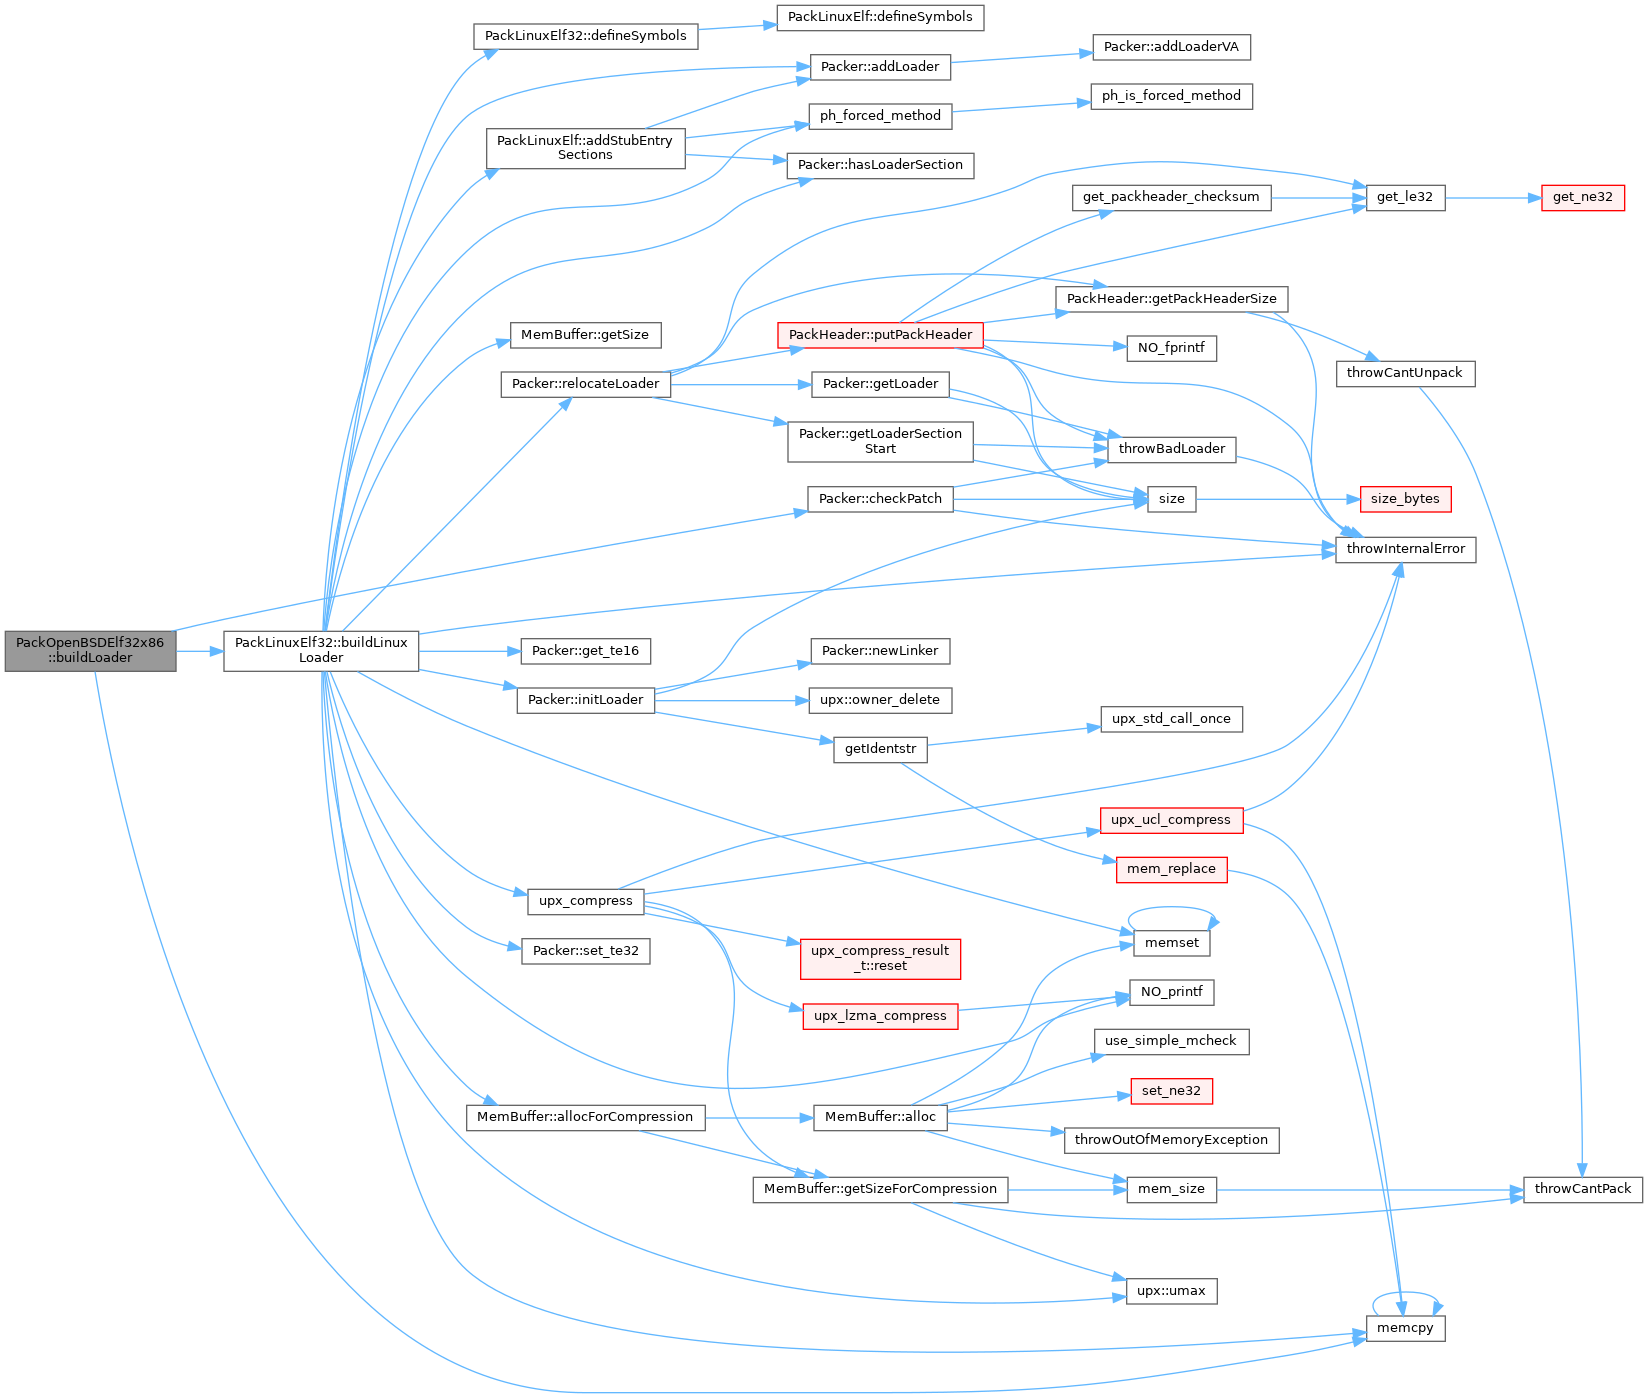 PackLinuxElf::defineSymbols
PackLinuxElf32::defineSymbols
Packer::addLoaderVA
Packer::addLoader
ph_is_forced_method
ph_forced_method
PackLinuxElf::addStubEntry
Sections
Packer::hasLoaderSection
get_packheader_checksum
get_le32
get_ne32
PackHeader::getPackHeaderSize
MemBuffer::getSize
PackHeader::putPackHeader
NO_fprintf
throwCantUnpack
Packer::relocateLoader
Packer::getLoader
Packer::getLoaderSection
Start
throwBadLoader
Packer::checkPatch
size
size_bytes
throwInternalError
PackOpenBSDElf32x86
::buildLoader
PackLinuxElf32::buildLinux
Loader
Packer::get_te16
Packer::newLinker
Packer::initLoader
upx::owner_delete
upx_std_call_once
getIdentstr
upx_ucl_compress
mem_replace
upx_compress
memset
Packer::set_te32
upx_compress_result
_t::reset
NO_printf
upx_lzma_compress
use_simple_mcheck
set_ne32
MemBuffer::allocForCompression
MemBuffer::alloc
throwOutOfMemoryException
MemBuffer::getSizeForCompression
mem_size
throwCantPack
upx::umax
memcpy